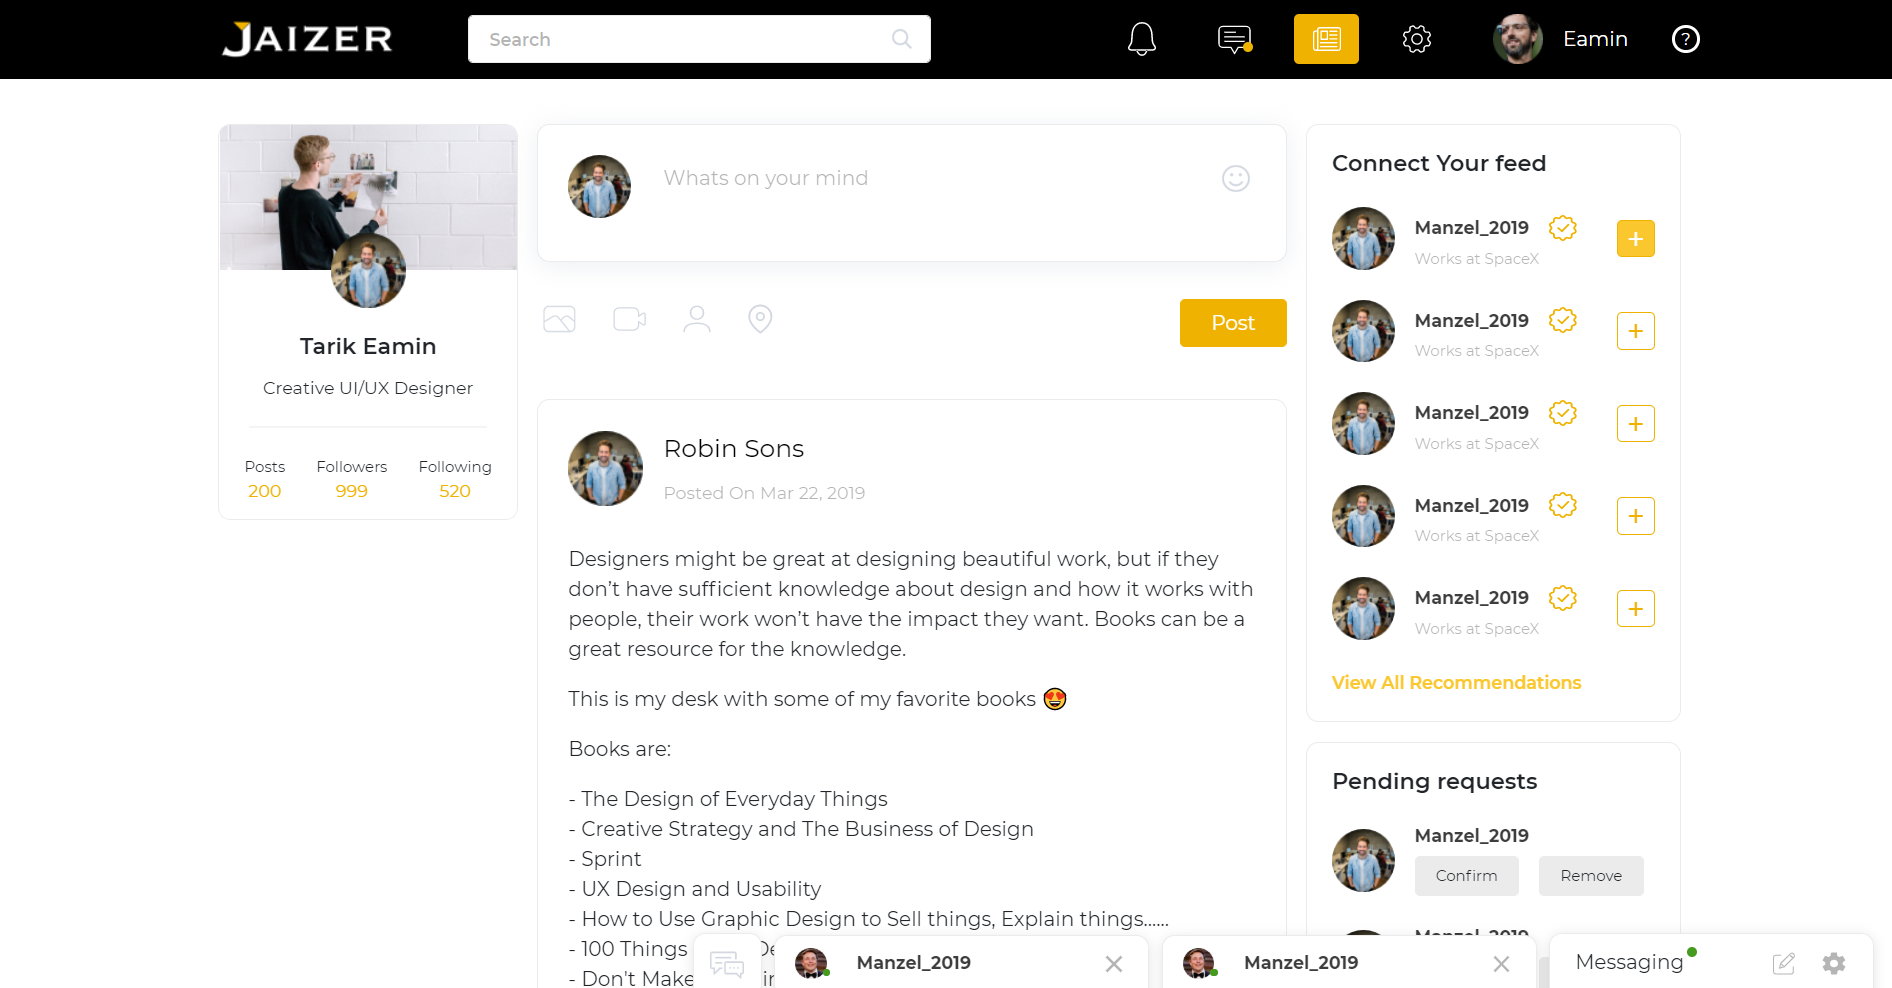 JAIZER
Search
Eamin
Tarik Eamin
Creative UI/UX Designer
Posts
200
Followers
999
Following
520
Whats on your mind
Post
Robin Sons
Posted On Mar 22, 2019
Designers might be great at designing beautiful work, but if they
don’t have sufficient knowledge about design and how it works with
people, their work won’t have the impact they want. Books can be a
great resource for the knowledge.
This is my desk with some of my favorite books 😍
Books are:
- The Design of Everyday Things
- Creative Strategy and The Business of Design
- Sprint
- UX Design and Usability
- How to Use Graphic Design to Sell things, Explain things......
- 100 Things
- Don't Make
Connect Your feed
Manzel_2019
Works at SpaceX
Manzel_2019
Works at SpaceX
Manzel_2019
Works at SpaceX
Manzel_2019
Works at SpaceX
Manzel_2019
Works at SpaceX
View All Recommendations
Pending requests
Manzel_2019
Confirm
Remove
Manzel_2019
Manzel_2019
Manzel_2019
Messaging